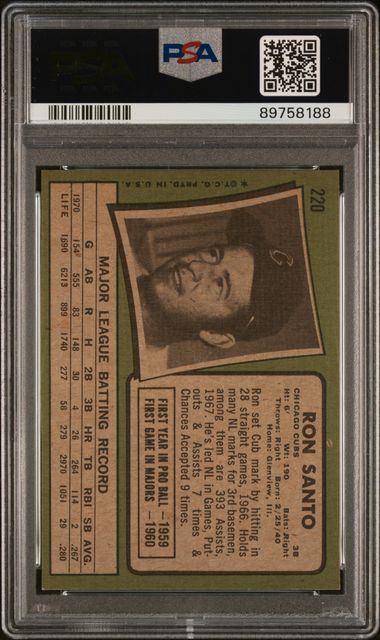 PSA
PSA
89758188
220
RON SANTO
CHICAGO CUBS 3B
Ht: 6' Wt: 190 Bats: Right
Throws: Right Born: 2/25/40
Home: Glenview, Ill.
Ron set Cub mark by hitting in
28 straight games, 1966. Holds
many NL marks for 3rd basemen,
among them are 393 Assists,
1967. He's led NL in Games, Put-
outs & Assists 7 times &
Chances Accepted 9 times.
FIRST YEAR IN PRO BALL — 1959
FIRST GAME IN MAJORS — 1960
✶ ©T.C.G. PRTD. IN U.S.A.
MAJOR LEAGUE BATTING RECORD
G AB R H 2B 3B HR TB RBI SB AVG.
1970 154 555 83 148 30 4 26 264 114 2 .267
LIFE 1690 6213 899 1740 277 58 279 2970 1051 29 .280